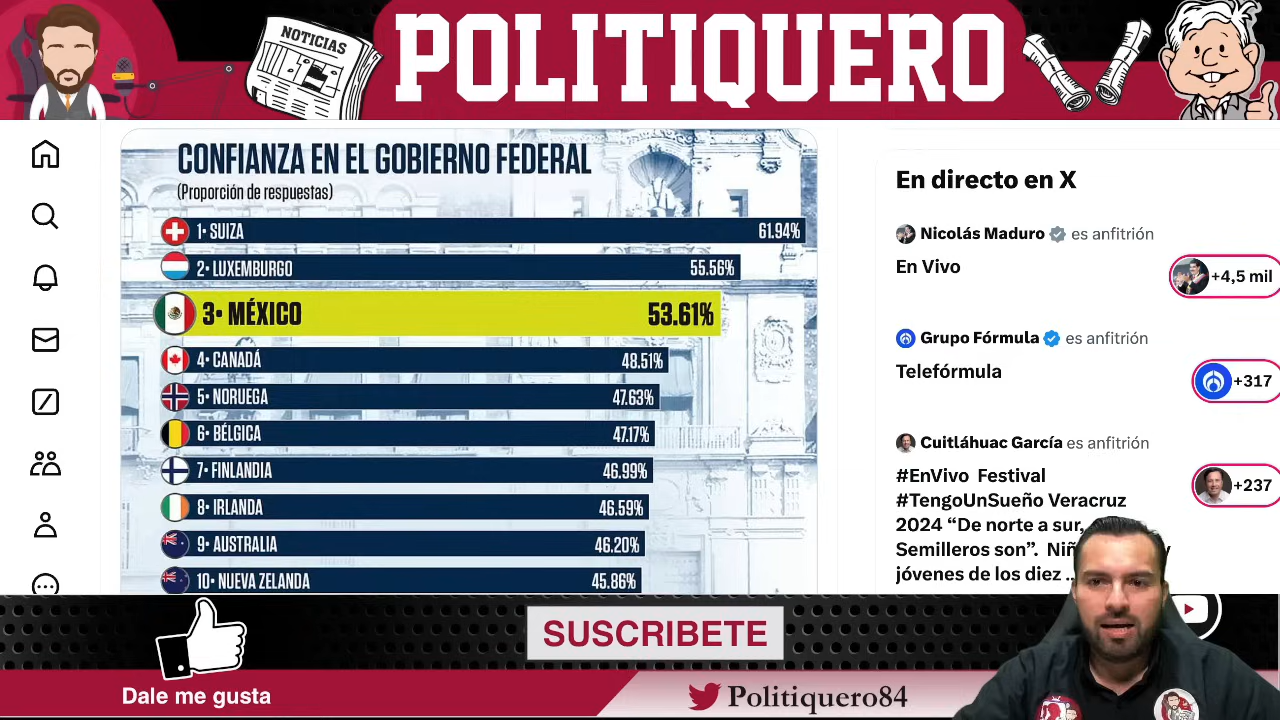 NOTICIAS
POLITIQUERO
CONFIANZA EN EL GOBIERNO FEDERAL
(Proporción de respuestas)
1• SUIZA 61.94%
2• LUXEMBURGO 55.56%
3• MÉXICO 53.61%
4• CANADÁ 48.51%
5• NORUEGA 47.63%
6• BÉLGICA 47.17%
7• FINLANDIA 46.99%
8• IRLANDA 46.59%
9• AUSTRALIA 46.20%
10• NUEVA ZELANDA 45.86%
En directo en X
Nicolás Maduro es anfitrión
En Vivo
+4,5 mil
Grupo Fórmula es anfitrión
Telefórmula
+317
Cuitláhuac García es anfitrión
#EnVivo Festival
#TengoUnSueño Veracruz
2024 “De norte a sur,
Semilleros son”. Niñ y
jóvenes de los diez ...
+237
SUSCRIBETE
Dale me gusta
Politiquero84